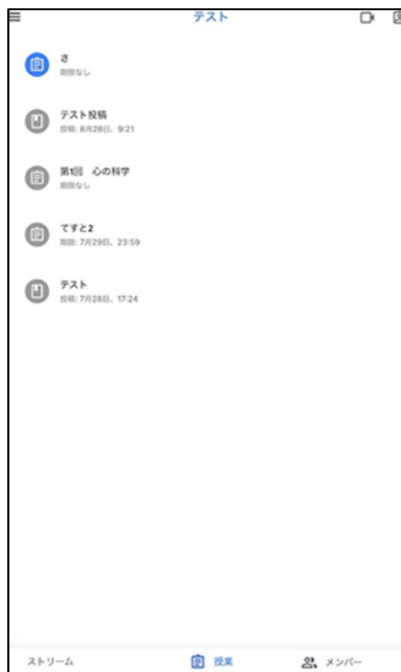 テスト
さ
期限なし
テスト投稿
投稿: 8月28日、9:21
第1回 心の科学
期限なし
てすと2
期限: 7月29日、23:59
テスト
投稿: 7月28日、17:24
ストリーム
授業
メンバー